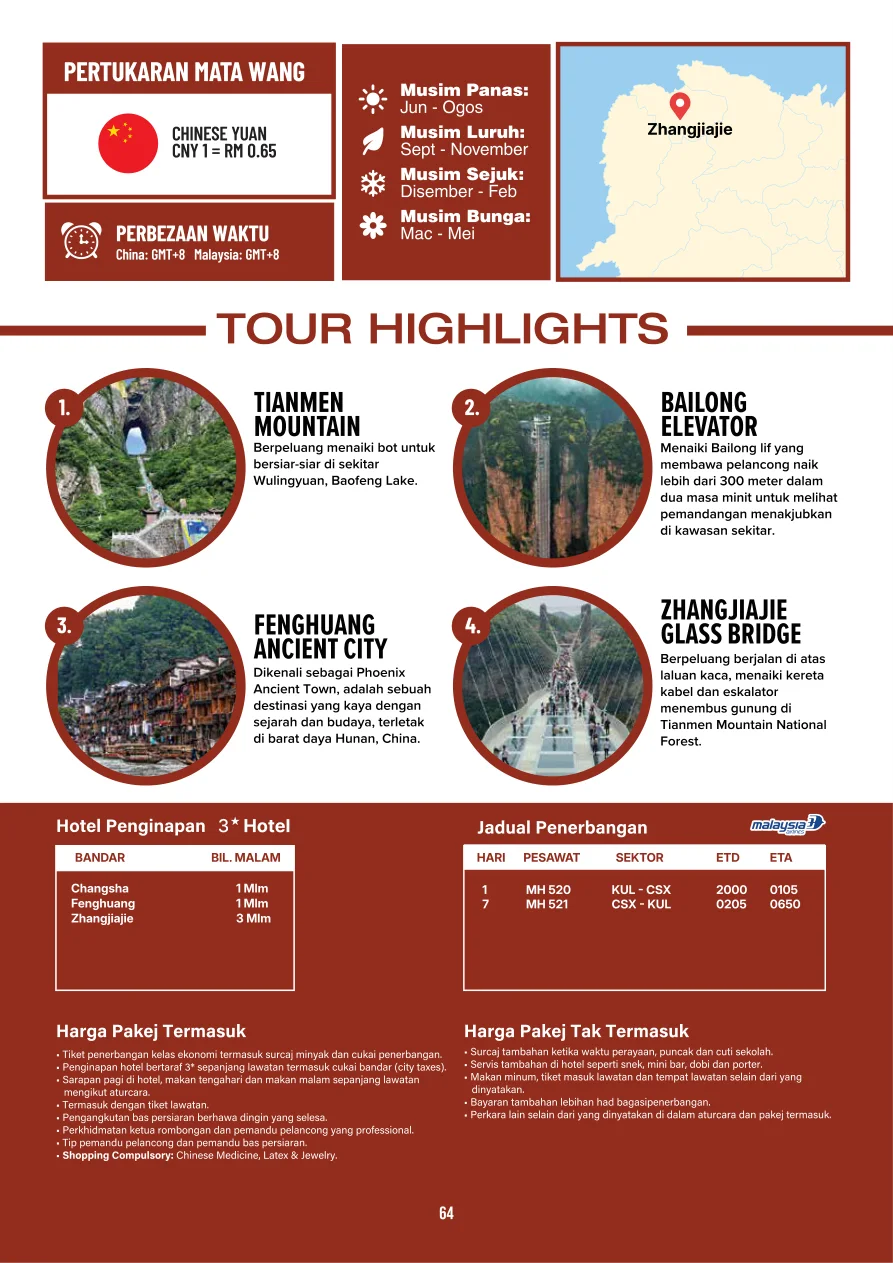 PERTUKARAN MATA WANG
CHINESE YUAN
CNY 1 = RM 0.65
PERBEZAAN WAKTU
China: GMT+8 Malaysia: GMT+8
Musim Panas:
Jun - Ogos
Musim Luruh:
Sept - November
Musim Sejuk:
Disember - Feb
Musim Bunga:
Mac - Mei
Zhangjiajie
TOUR HIGHLIGHTS
1.
TIANMEN
MOUNTAIN
Berpeluang menaiki bot untuk
bersiar-siar di sekitar
Wulingyuan, Baofeng Lake.
2.
BAILONG
ELEVATOR
Menaiki Bailong lif yang
membawa pelancong naik
lebih dari 300 meter dalam
dua masa minit untuk melihat
pemandangan menakjubkan
di kawasan sekitar.
3.
FENGHUANG
ANCIENT CITY
Dikenali sebagai Phoenix
Ancient Town, adalah sebuah
destinasi yang kaya dengan
sejarah dan budaya, terletak
di barat daya Hunan, China.
4.
ZHANGJIAJIE
GLASS BRIDGE
Berpeluang berjalan di atas
laluan kaca, menaiki kereta
kabel dan eskalator
menembus gunung di
Tianmen Mountain National
Forest.
Hotel Penginapan 3★ Hotel
BANDAR BIL. MALAM
Changsha 1 Mlm
Fenghuang 1 Mlm
Zhangjiajie 3 Mlm
Jadual Penerbangan
malaysia airlines
HARI PESAWAT SEKTOR ETD ETA
1 MH 520 KUL - CSX 2000 0105
7 MH 521 CSX - KUL 0205 0650
Harga Pakej Termasuk
• Tiket penerbangan kelas ekonomi termasuk surcaj minyak dan cukai penerbangan.
• Penginapan hotel bertaraf 3* sepanjang lawatan termasuk cukai bandar (city taxes).
• Sarapan pagi di hotel, makan tengahari dan makan malam sepanjang lawatan
mengikut aturcara.
• Termasuk dengan tiket lawatan.
• Pengangkutan bas persiaran berhawa dingin yang selesa.
• Perkhidmatan ketua rombongan dan pemandu pelancong yang professional.
• Tip pemandu pelancong dan pemandu bas persiaran.
• Shopping Compulsory: Chinese Medicine, Latex & Jewelry.
Harga Pakej Tak Termasuk
• Surcaj tambahan ketika waktu perayaan, puncak dan cuti sekolah.
• Servis tambahan di hotel seperti snek, mini bar, dobi dan porter.
• Makan minum, tiket masuk lawatan dan tempat lawatan selain dari yang
dinyatakan.
• Bayaran tambahan lebihan had bagasipenerbangan.
• Perkara lain selain dari yang dinyatakan di dalam aturcara dan pakej termasuk.
64